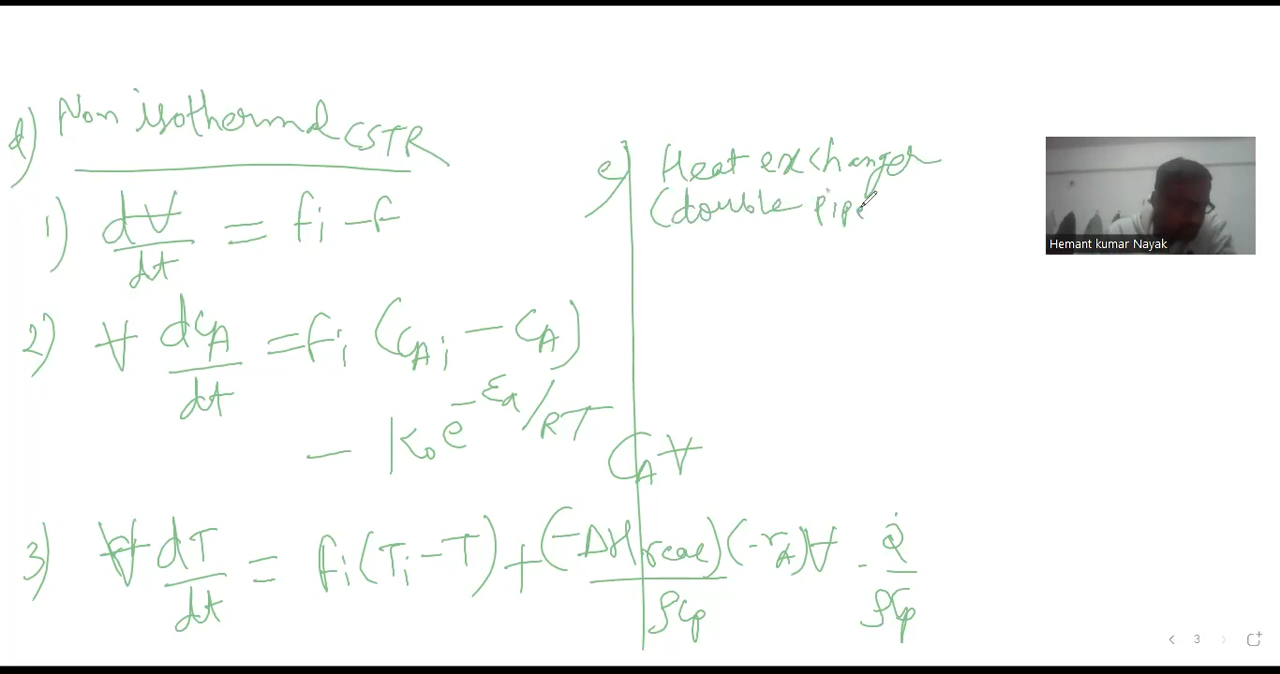 d) Non isothermal CSTR
1) dV/dt = fi - f
2) V dCA/dt = fi (CAi - CA)
- K0 e^-Ea/RT CA V
3) V dT/dt = fi (Ti - T) + (-ΔHreac)(-rA)V/ρCp - Q̇/ρCp
e) Heat exchanger
(double pipe
Hemant kumar Nayak
3